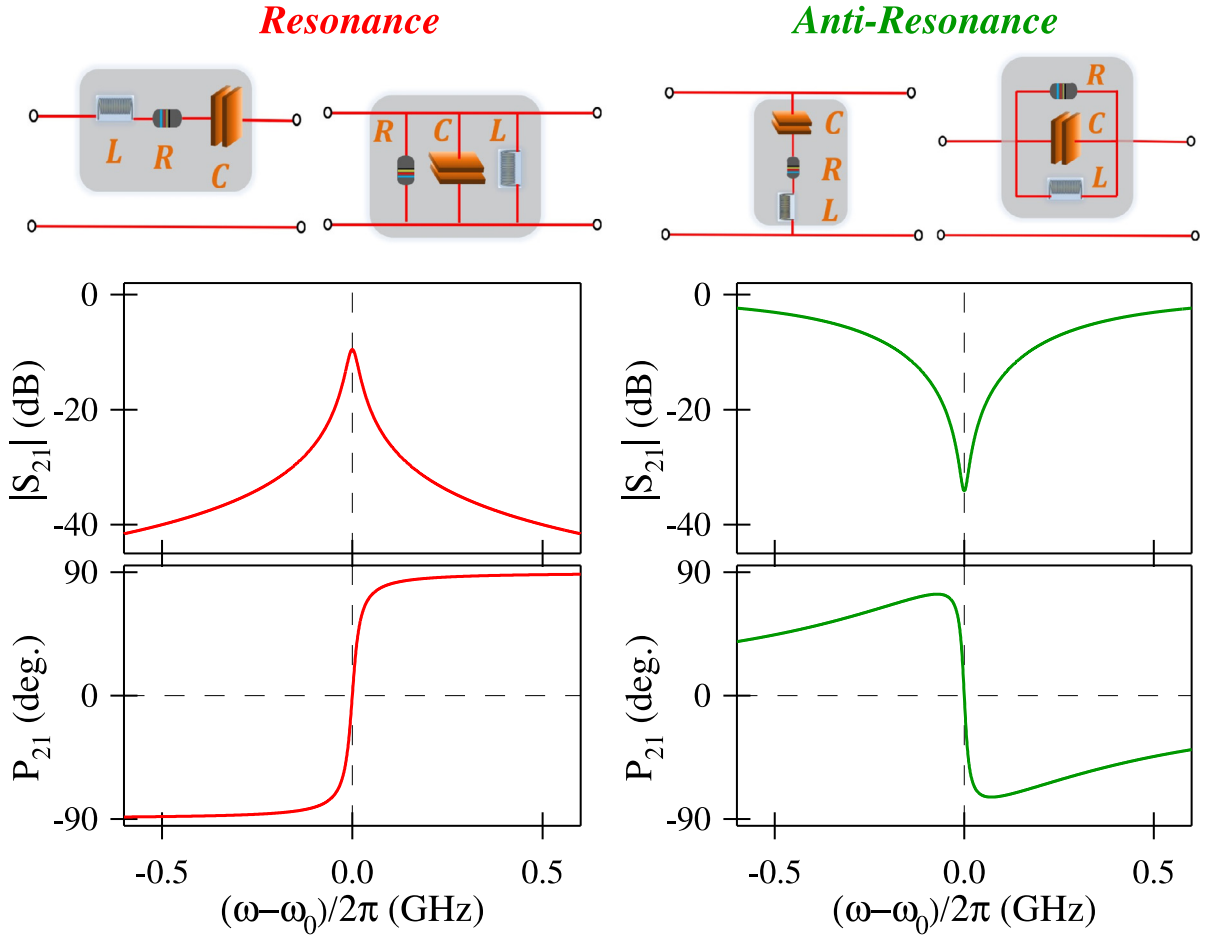 Resonance
Anti-Resonance
L
R
C
R
C
L
C
R
L
R
C
L
0
-20
-40
|S21| (dB)
90
0
-90
P21 (deg.)
-0.5
0.0
0.5
(ω−ω0)/2π (GHz)
0
-20
-40
|S21| (dB)
90
0
-90
P21 (deg.)
-0.5
0.0
0.5
(ω−ω0)/2π (GHz)